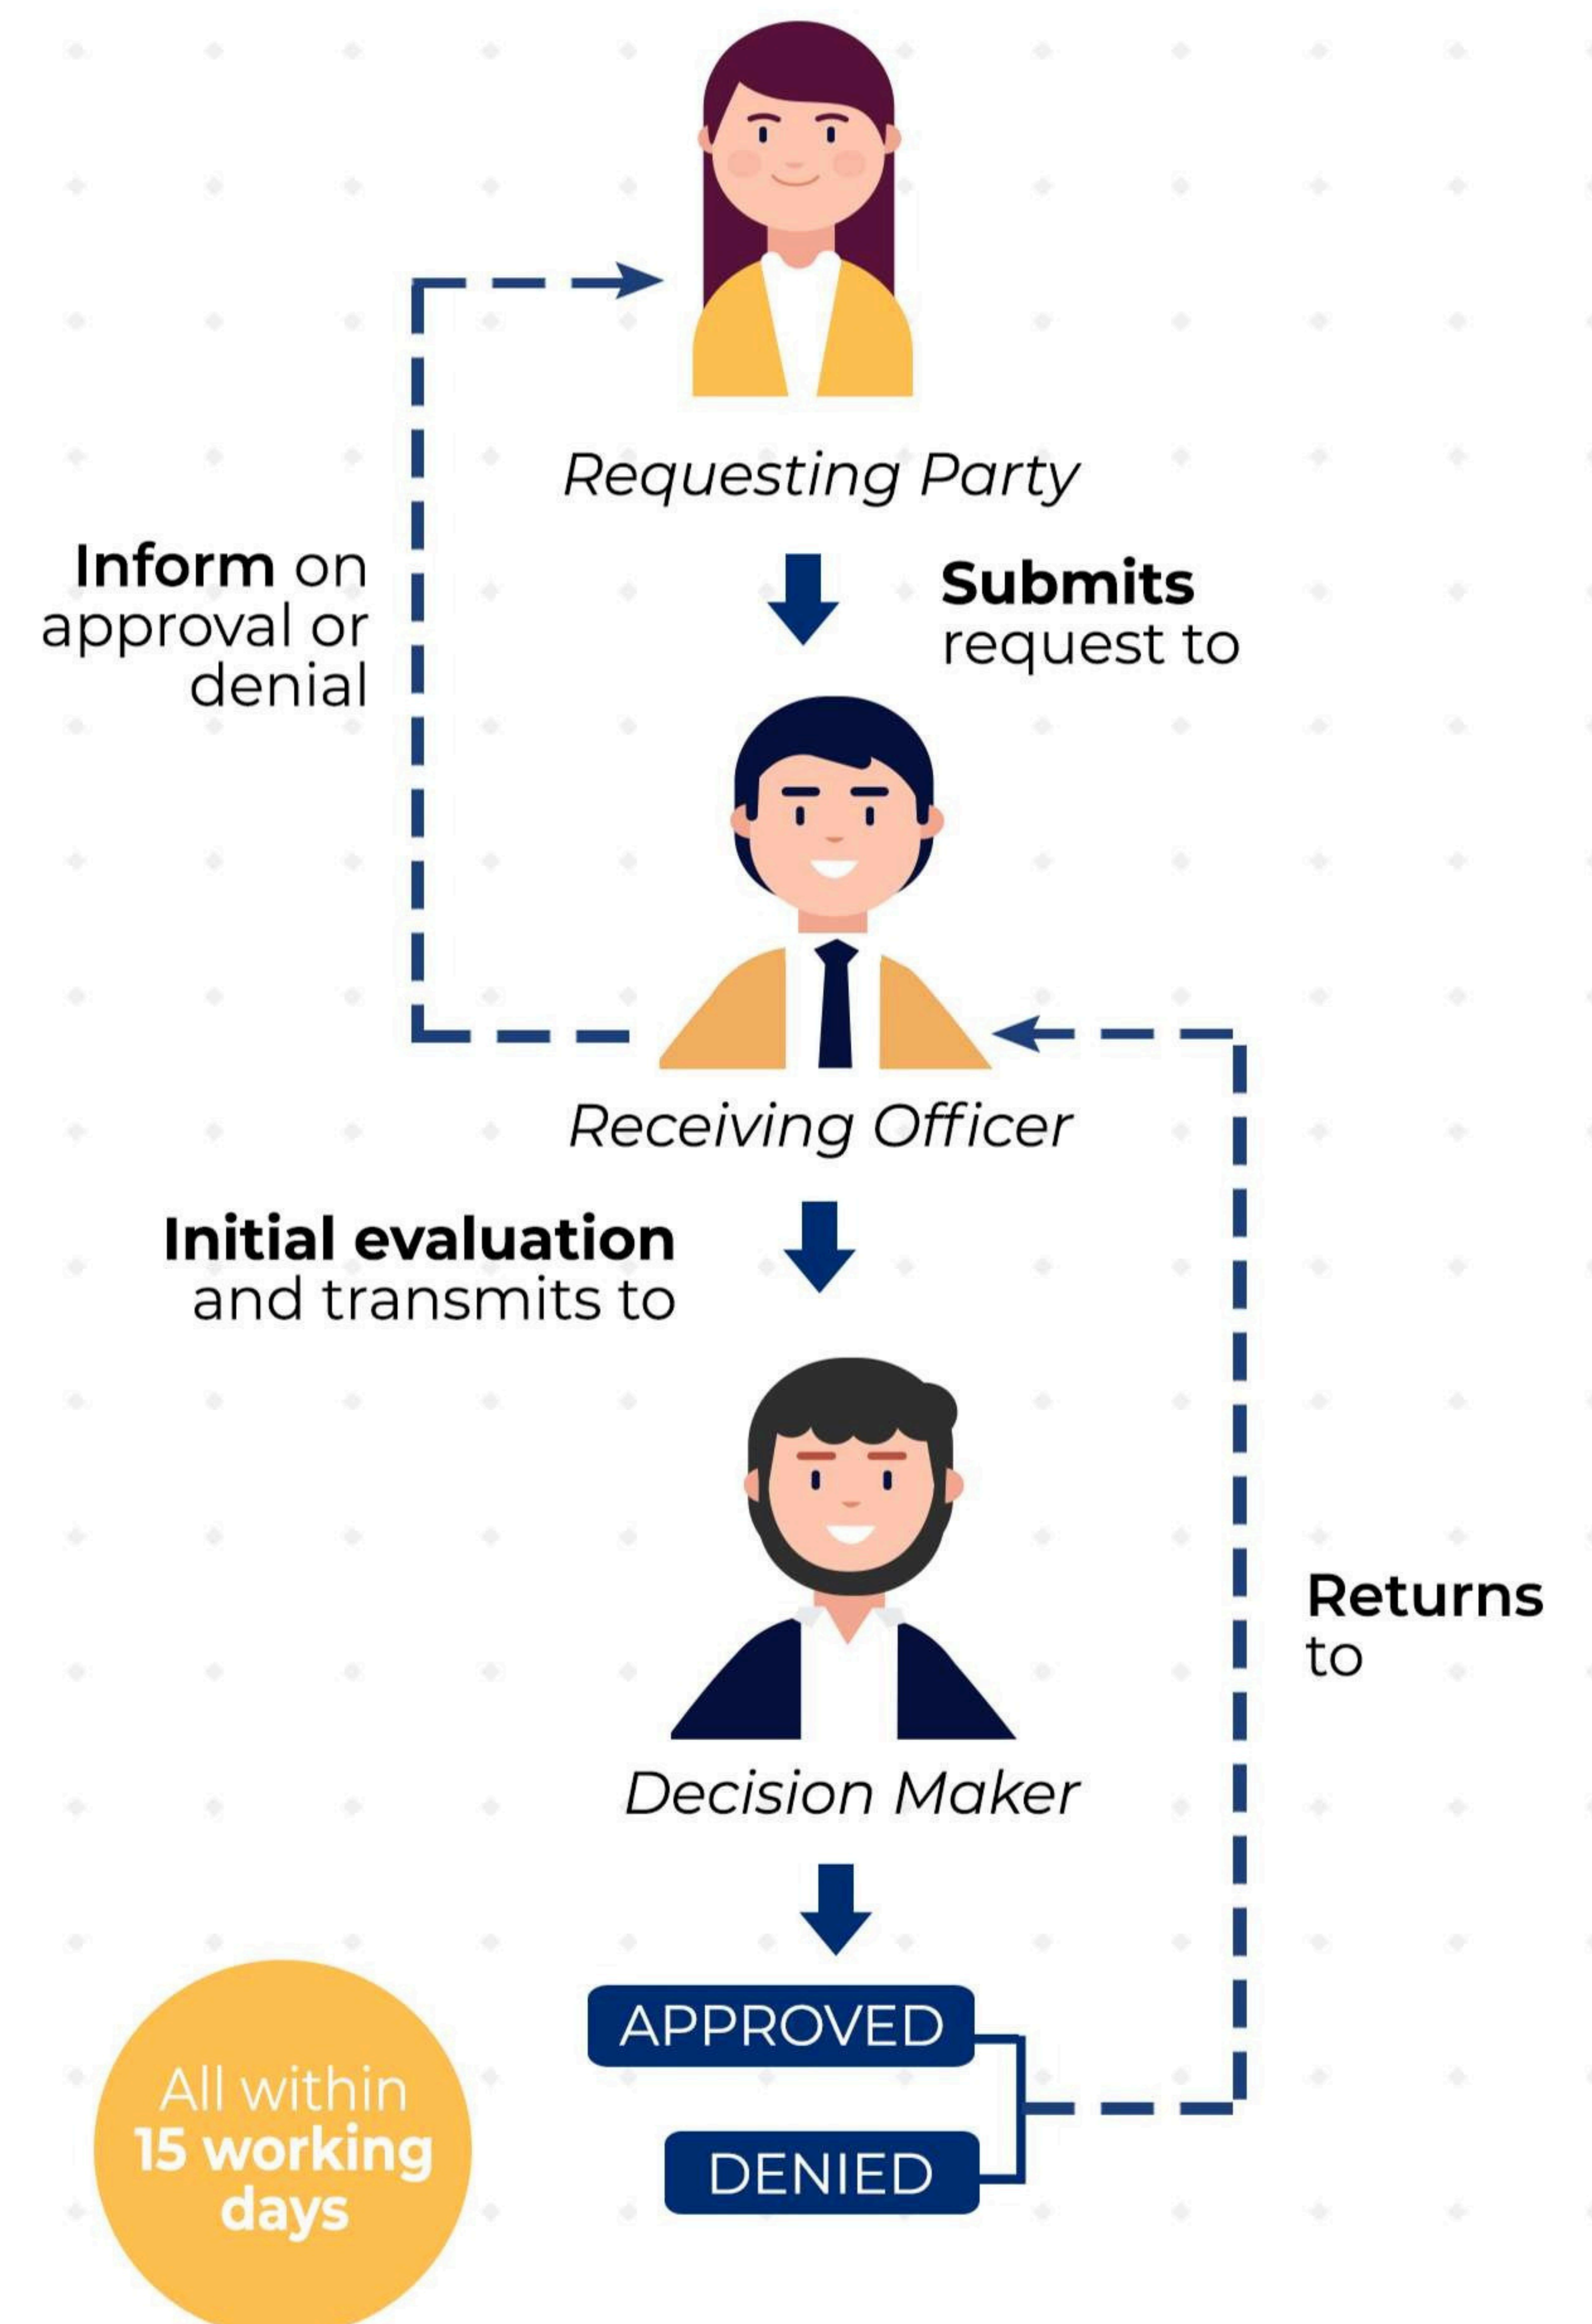 Requesting Party
Inform on
approval or
denial
Submits
request to
Receiving Officer
Initial evaluation
and transmits to
Returns
to
Decision Maker
APPROVED
DENIED
All within
15 working
days